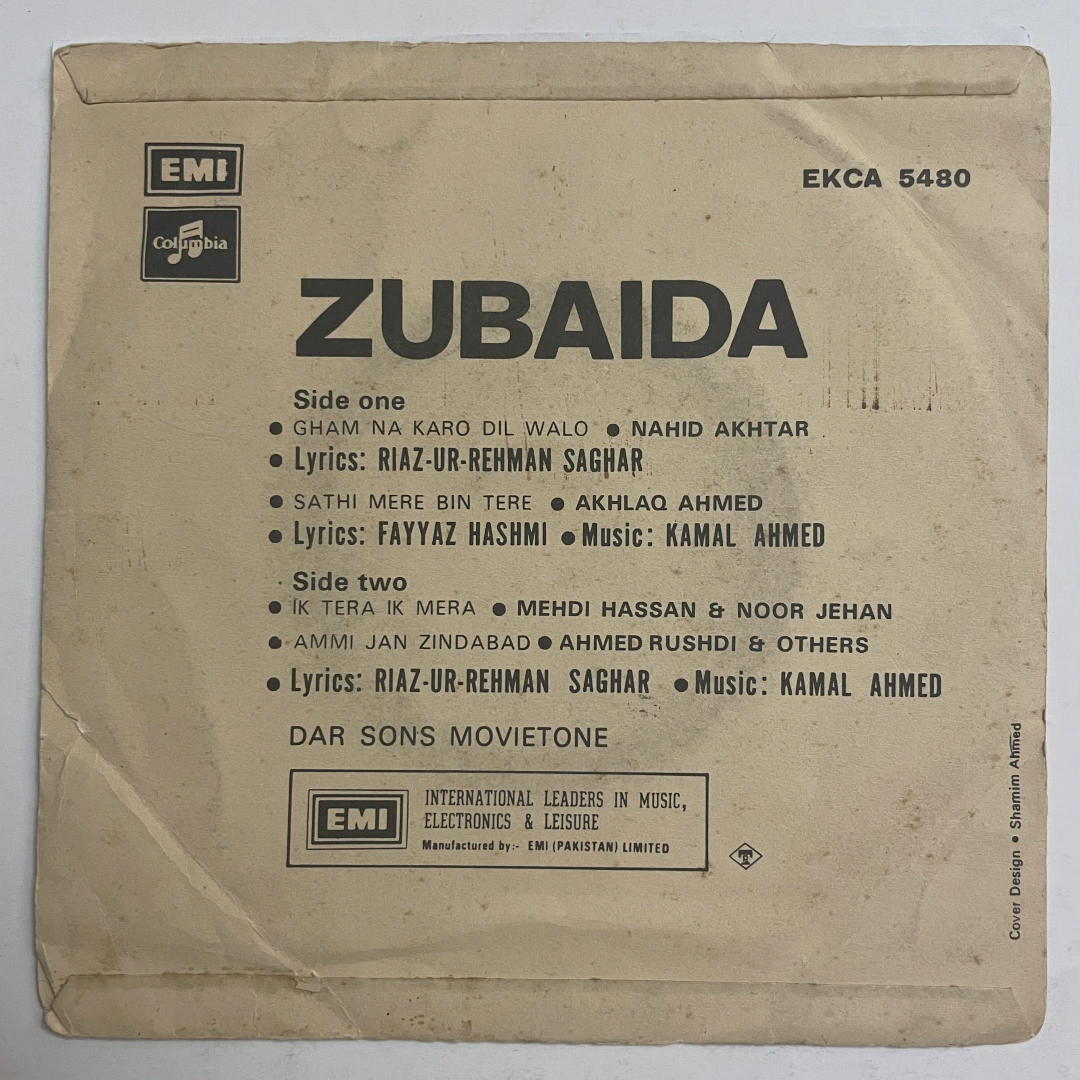 EMI
EKCA 5480
Columbia
ZUBAIDA
Side one
● GHAM NA KARO DIL WALO ● NAHID AKHTAR
● Lyrics: RIAZ-UR-REHMAN SAGHAR
● SATHI MERE BIN TERE ● AKHLAQ AHMED
● Lyrics: FAYYAZ HASHMI ● Music: KAMAL AHMED
Side two
● IK TERA IK MERA ● MEHDI HASSAN & NOOR JEHAN
● AMMI JAN ZINDABAD ● AHMED RUSHDI & OTHERS
● Lyrics: RIAZ-UR-REHMAN SAGHAR ● Music: KAMAL AHMED
DAR SONS MOVIETONE
EMI
INTERNATIONAL LEADERS IN MUSIC,
ELECTRONICS & LEISURE
Manufactured by:- EMI (PAKISTAN) LIMITED
Cover Design ● Shamim Ahmed